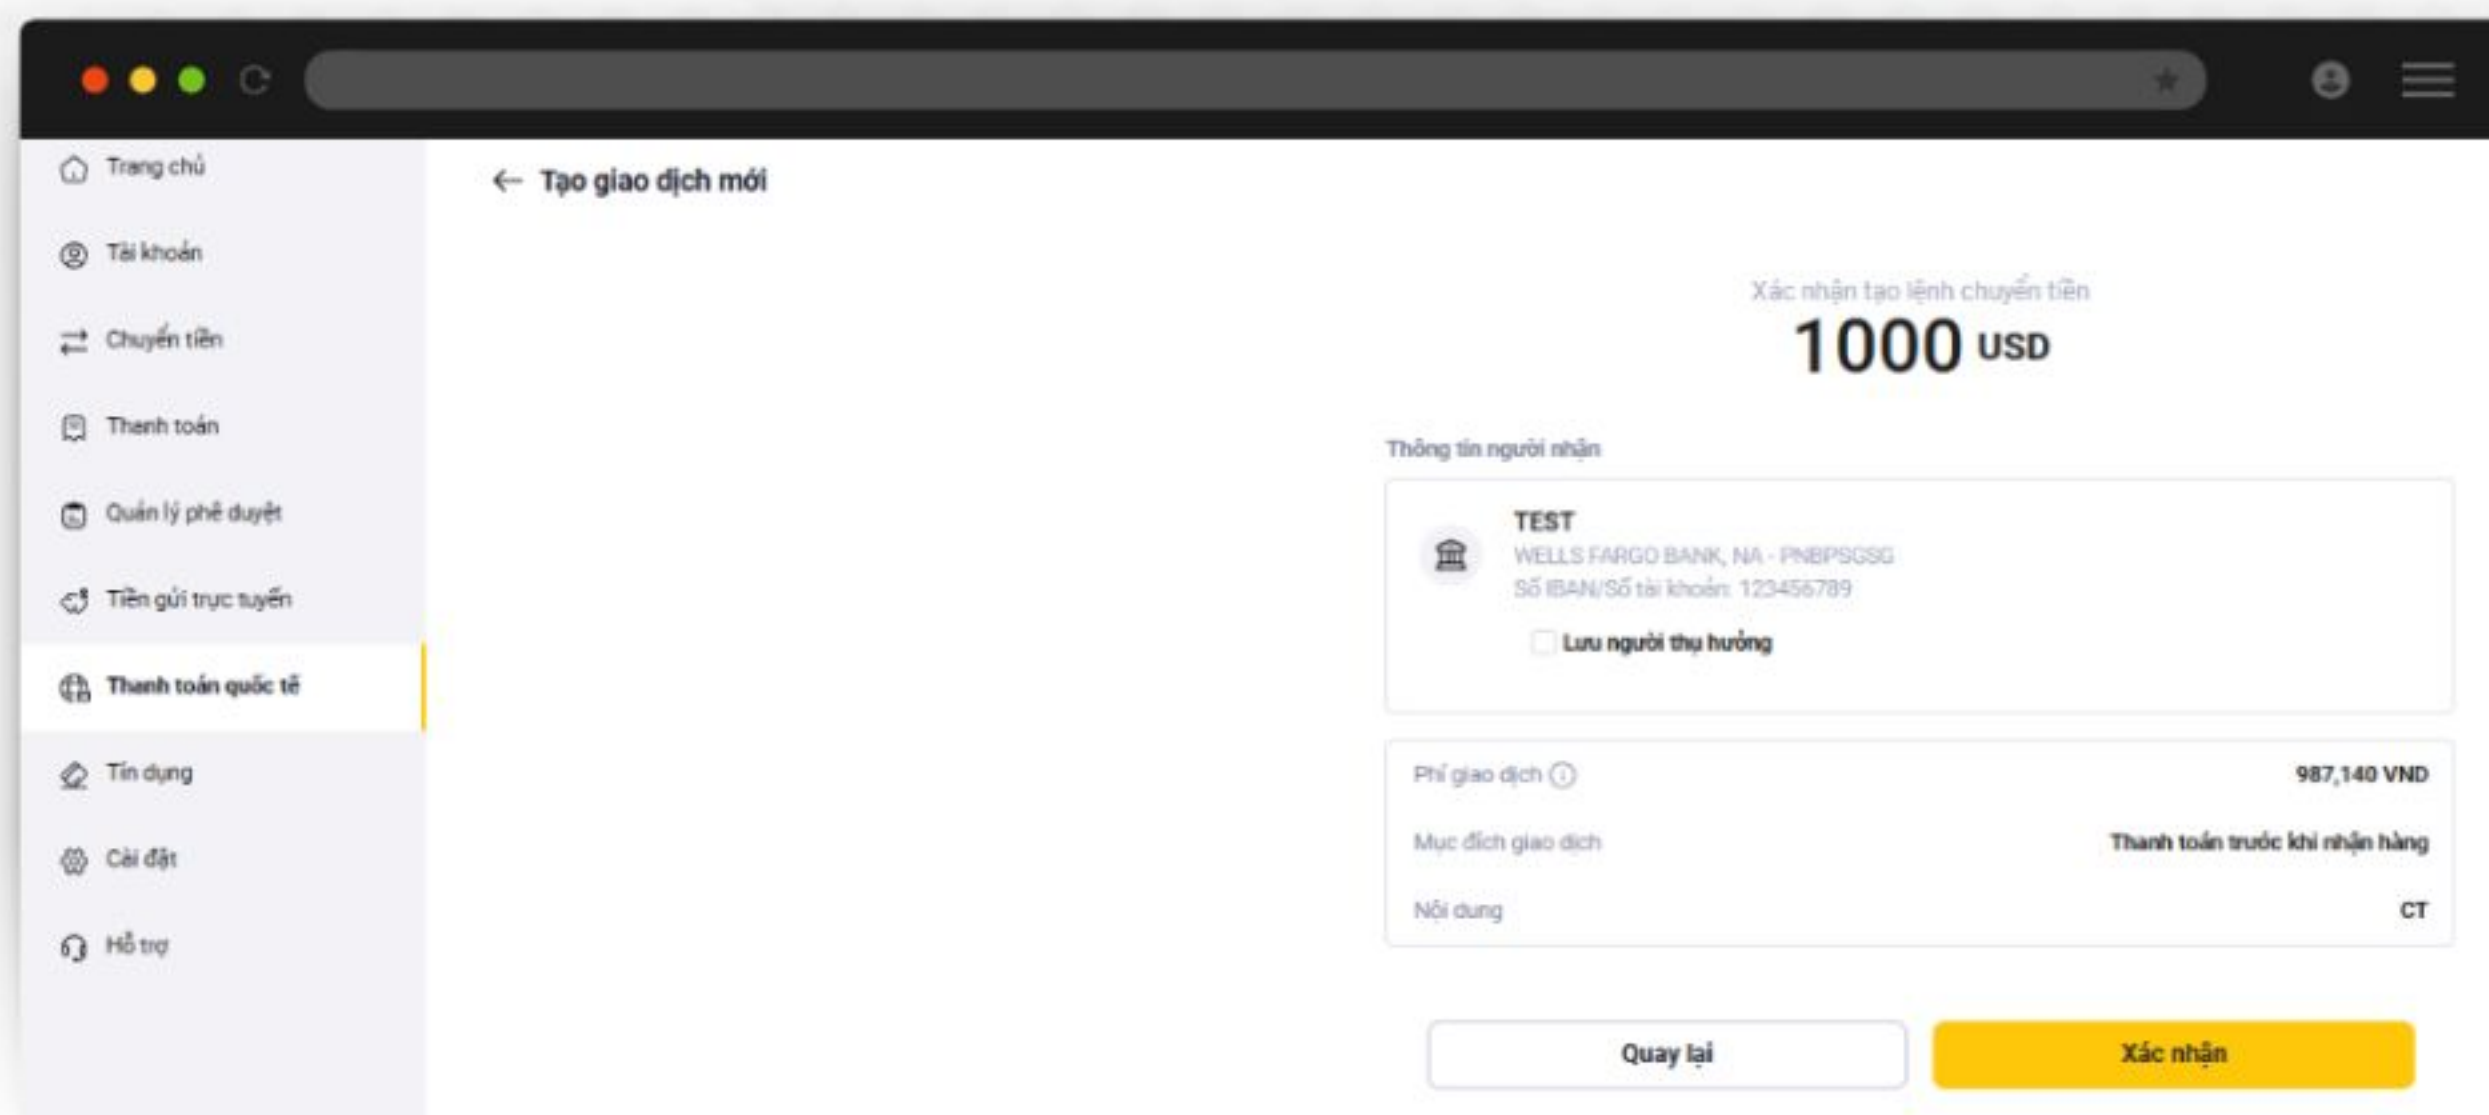 Trang chủ
Tài khoản
Chuyển tiền
Thanh toán
Quản lý phê duyệt
Tiền gửi trực tuyến
Thanh toán quốc tế
Tín dụng
Cài đặt
Hỗ trợ
← Tạo giao dịch mới
Xác nhận tạo lệnh chuyển tiền
1000 USD
Thông tin người nhận
TEST
WELLS FARGO BANK, NA - PNBPSGSG
Số IBAN/Số tài khoản: 123456789
Lưu người thụ hưởng
Phí giao dịch 987,140 VND
Mục đích giao dịch Thanh toán trước khi nhận hàng
Nội dung CT
Quay lại Xác nhận